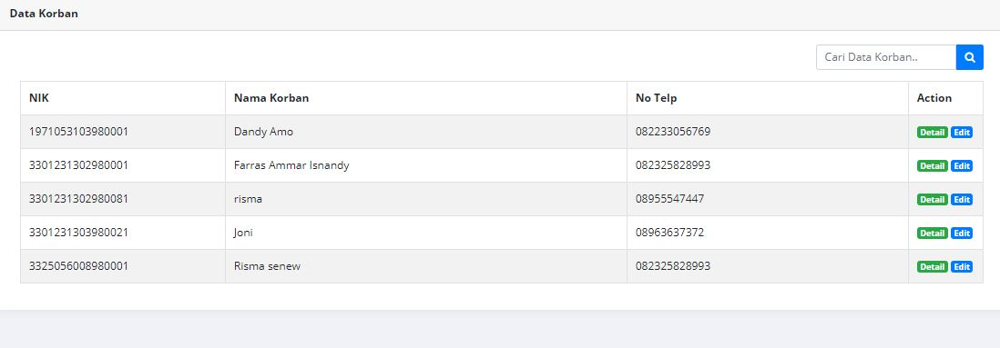 Data Korban
Cari Data Korban..
NIK Nama Korban No Telp Action
1971053103980001 Dandy Amo 082233056769 Detail Edit
3301231302980001 Farras Ammar Isnandy 082325828993 Detail Edit
3301231302980081 risma 08955547447 Detail Edit
3301231303980021 Joni 08963637372 Detail Edit
3325056008980001 Risma senew 082325828993 Detail Edit